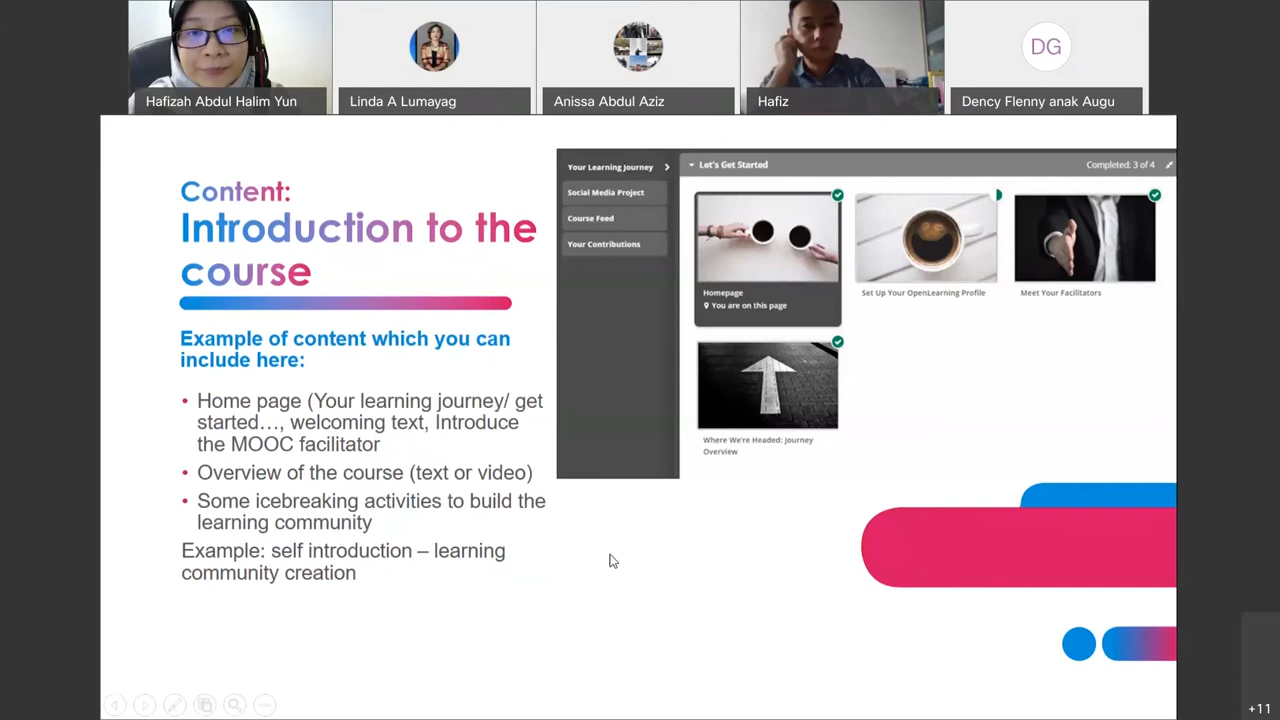 Hafizah Abdul Halim Yun
Linda A Lumayag
Anissa Abdul Aziz
Hafiz
DG
Dency Flenny anak Augu
Content:
Introduction to the
course
Example of content which you can
include here:
• Home page (Your learning journey/ get
started…, welcoming text, Introduce
the MOOC facilitator
• Overview of the course (text or video)
• Some icebreaking activities to build the
learning community
Example: self introduction – learning
community creation
Your Learning Journey
Social Media Project
Course Feed
Your Contributions
Let's Get Started
Completed: 3 of 4
Homepage
You are on this page
Set Up Your OpenLearning Profile
Meet Your Facilitators
Where We're Headed: Journey
Overview
+11